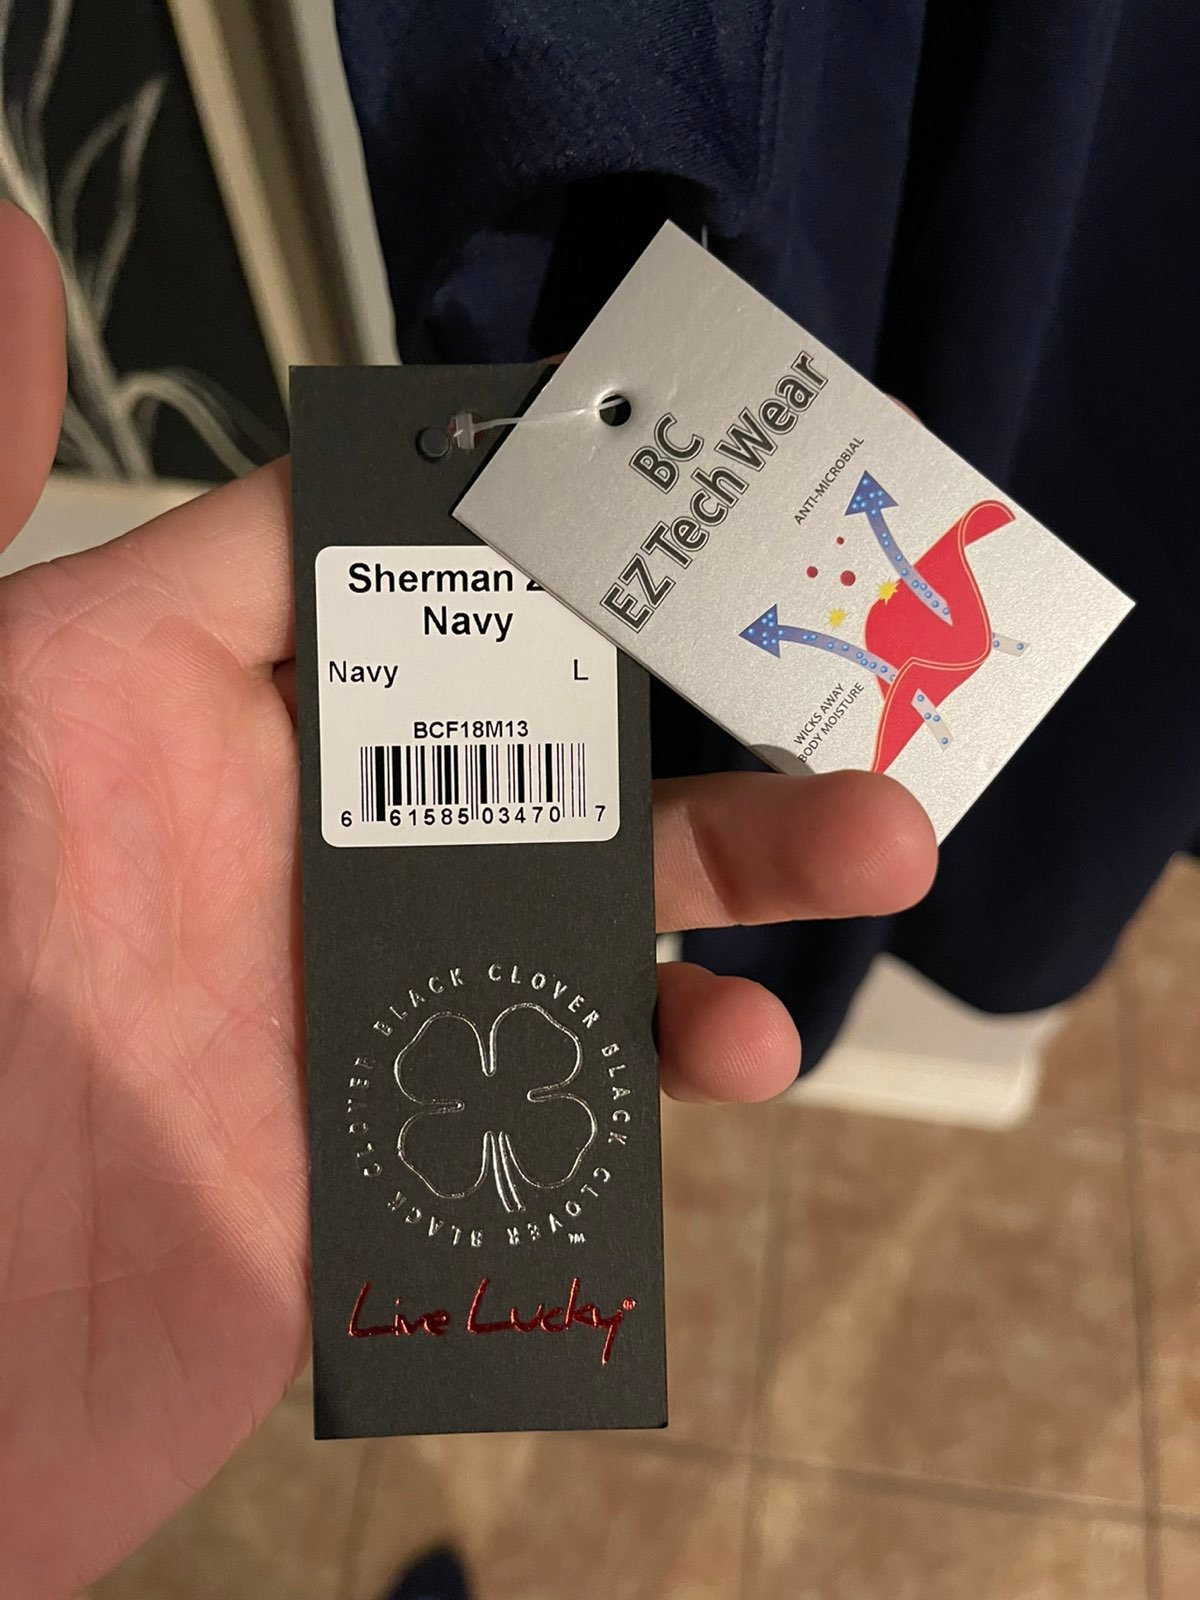 BC
EZ Tech Wear
ANTI-MICROBIAL
WICKS AWAY
BODY MOISTURE
Sherman
Navy
Navy L
BCF18M13
6 61585 03470 7
BLACK CLOVER BLACK CLOVER BLACK CLOVER ™
Live Lucky®